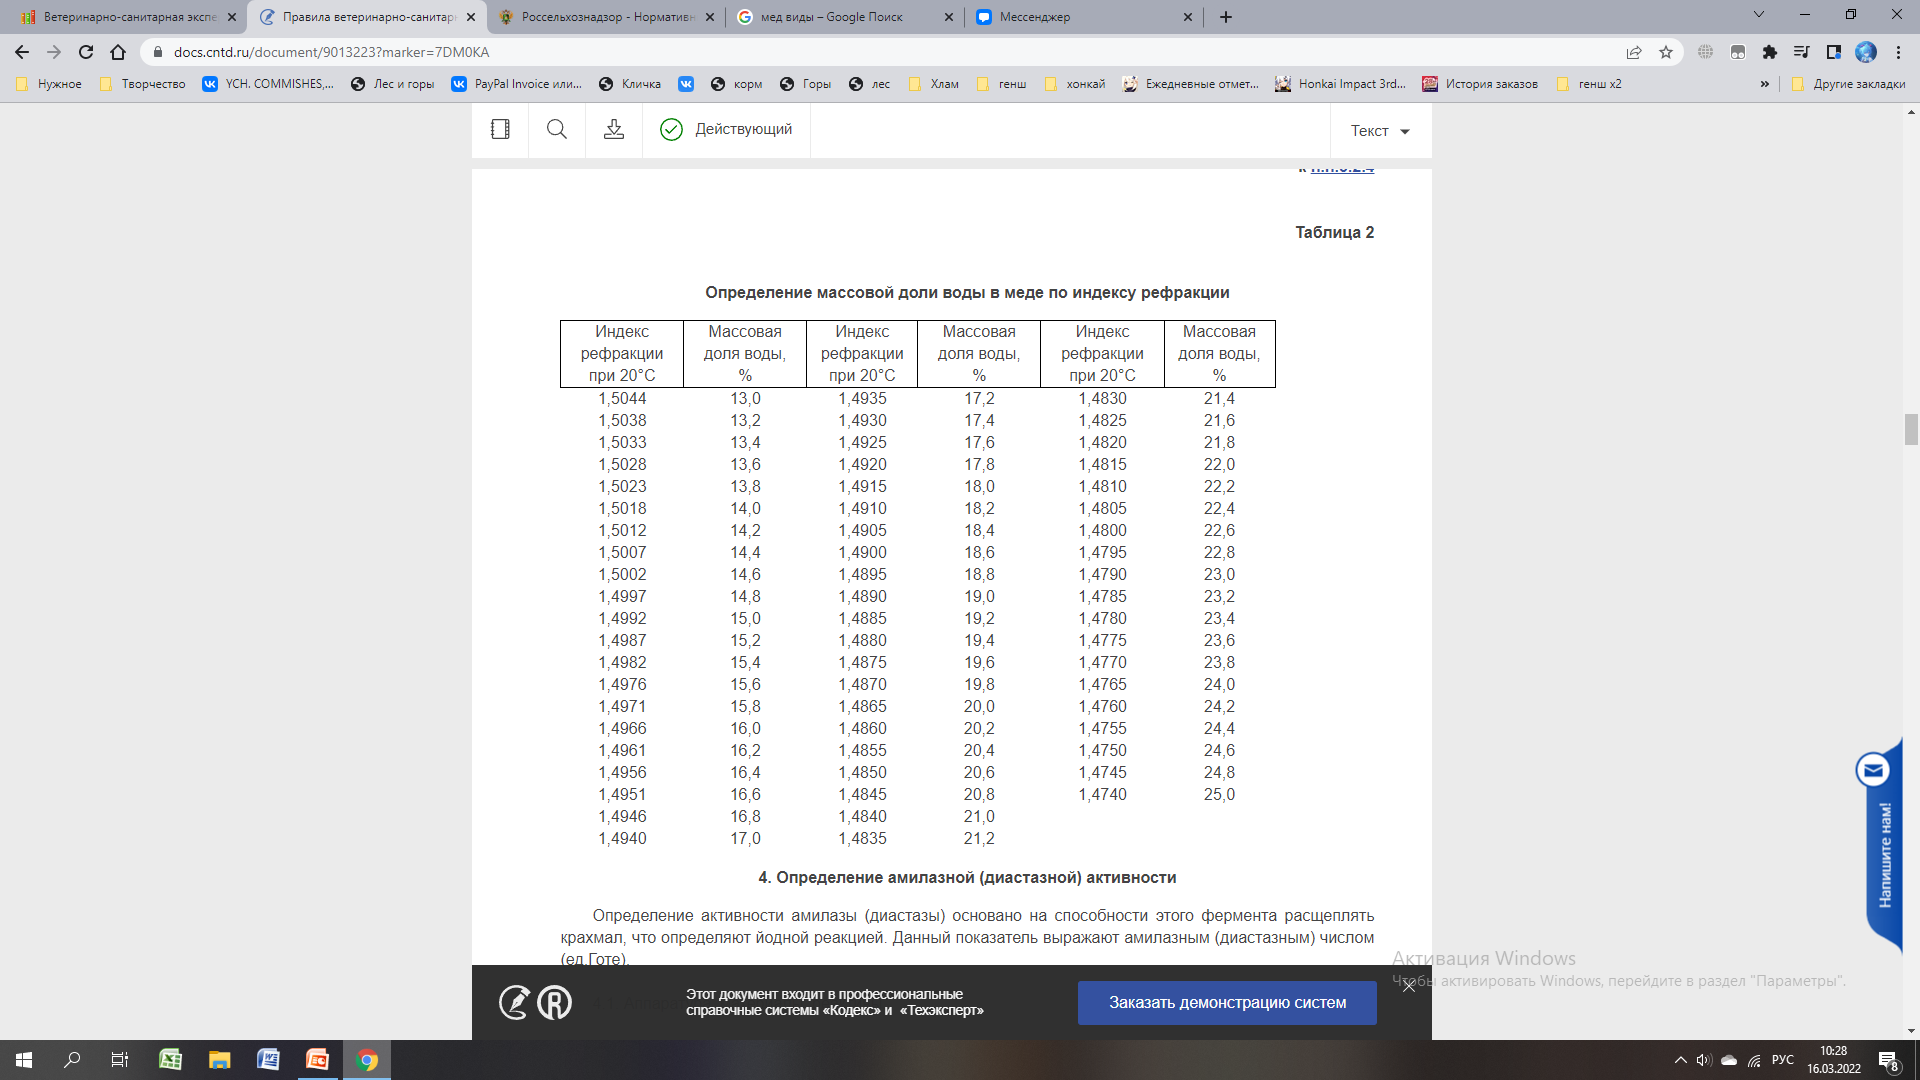 Ветеринарно-санитарная экспе
Правила ветеринарно-санитарн
Россельхознадзор - Нормативн
мед виды – Google Поиск
Мессенджер
docs.cntd.ru/document/9013223?marker=7DM0KA
Нужное
Творчество
YCH. COMMISHES,...
Лес и горы
PayPal Invoice или...
Кличка
корм
Горы
лес
Хлам
генш
хонкай
Ежедневные отмет...
Honkai Impact 3rd...
История заказов
генш х2
»
Другие закладки
Действующий
Текст
к п.п.3.2.4
Таблица 2
Определение массовой доли воды в меде по индексу рефракции
Индекс рефракции при 20°С Массовая доля воды, % Индекс рефракции при 20°С Массовая доля воды, % Индекс рефракции при 20°С Массовая доля воды, %
1,5044 13,0 1,4935 17,2 1,4830 21,4
1,5038 13,2 1,4930 17,4 1,4825 21,6
1,5033 13,4 1,4925 17,6 1,4820 21,8
1,5028 13,6 1,4920 17,8 1,4815 22,0
1,5023 13,8 1,4915 18,0 1,4810 22,2
1,5018 14,0 1,4910 18,2 1,4805 22,4
1,5012 14,2 1,4905 18,4 1,4800 22,6
1,5007 14,4 1,4900 18,6 1,4795 22,8
1,5002 14,6 1,4895 18,8 1,4790 23,0
1,4997 14,8 1,4890 19,0 1,4785 23,2
1,4992 15,0 1,4885 19,2 1,4780 23,4
1,4987 15,2 1,4880 19,4 1,4775 23,6
1,4982 15,4 1,4875 19,6 1,4770 23,8
1,4976 15,6 1,4870 19,8 1,4765 24,0
1,4971 15,8 1,4865 20,0 1,4760 24,2
1,4966 16,0 1,4860 20,2 1,4755 24,4
1,4961 16,2 1,4855 20,4 1,4750 24,6
1,4956 16,4 1,4850 20,6 1,4745 24,8
1,4951 16,6 1,4845 20,8 1,4740 25,0
1,4946 16,8 1,4840 21,0
1,4940 17,0 1,4835 21,2
4. Определение амилазной (диастазной) активности
Определение активности амилазы (диастазы) основано на способности этого фермента расщеплять
крахмал, что определяют йодной реакцией. Данный показатель выражают амилазным (диастазным) числом
(ед.Готе).
Напишите нам!
Активация Windows
Чтобы активировать Windows, перейдите в раздел "Параметры".
Этот документ входит в профессиональные
справочные системы «Кодекс» и «Техэксперт»
Заказать демонстрацию систем
РУС
10:28
16.03.2022
8